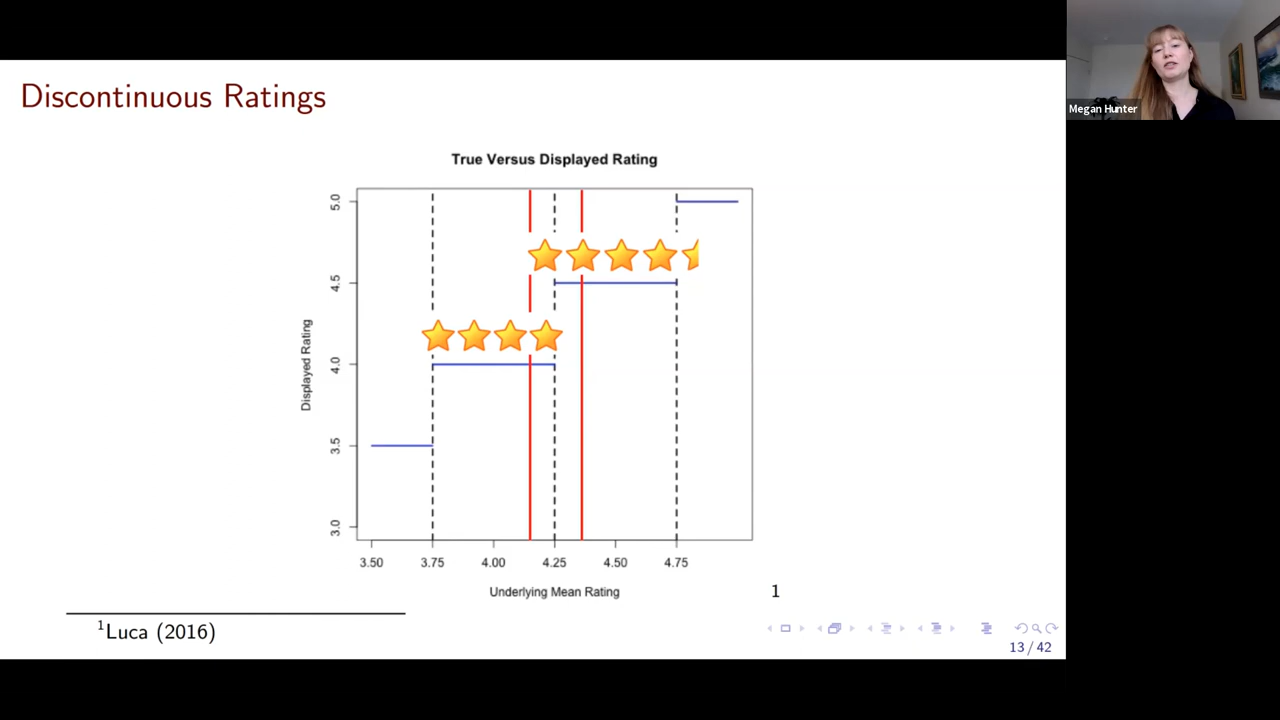 Megan Hunter
Discontinuous Ratings
True Versus Displayed Rating
5.0
4.5
4.0
3.5
3.0
Displayed Rating
3.50 3.75 4.00 4.25 4.50 4.75
Underlying Mean Rating
1
1Luca (2016)
13 / 42